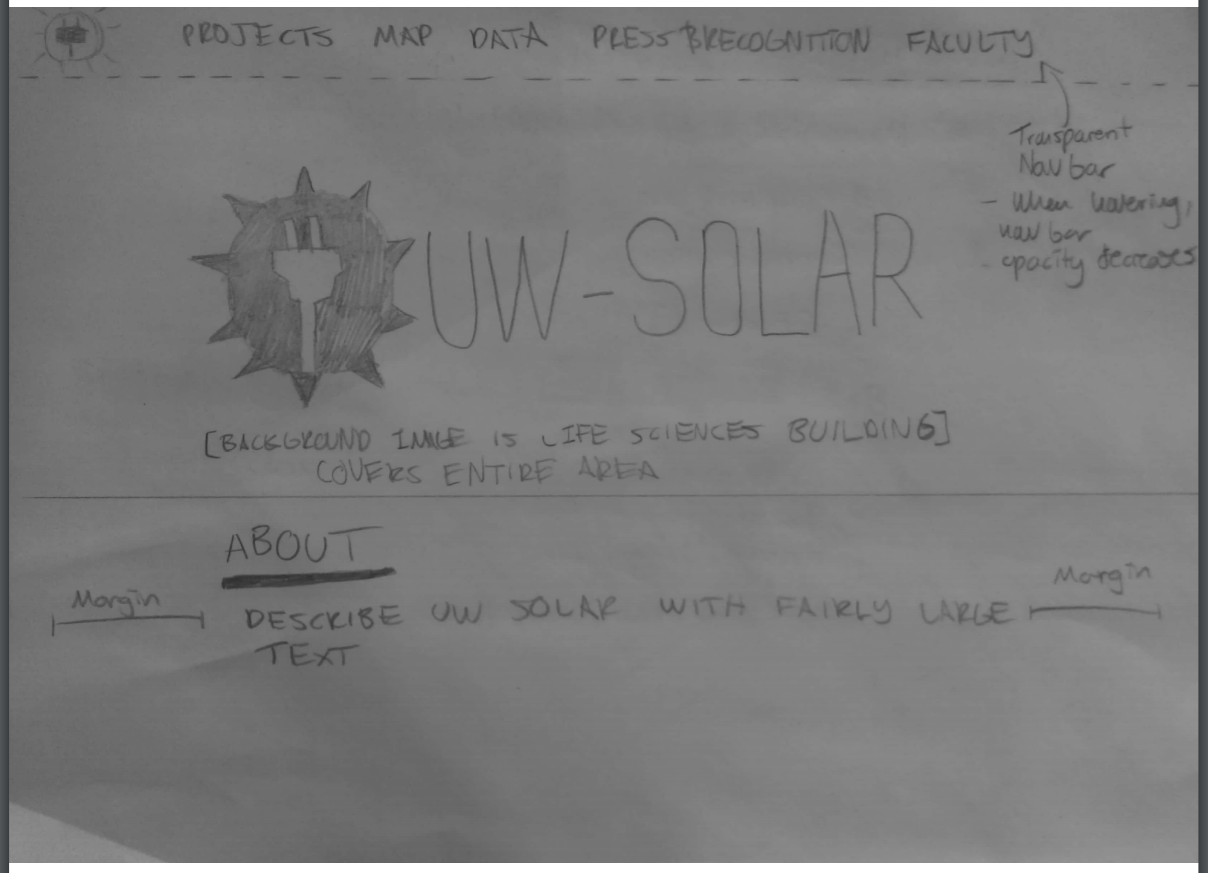 PROJECTS MAP DATA PRESS & RECOGNITION FACULTY
Transparent
Nav bar
- When hovering,
nav bar
- opacity decreases
UW-SOLAR
[BACKGROUND IMAGE IS LIFE SCIENCES BUILDING]
COVERS ENTIRE AREA
ABOUT
Margin
Margin
DESCRIBE UW SOLAR WITH FAIRLY LARGE
TEXT